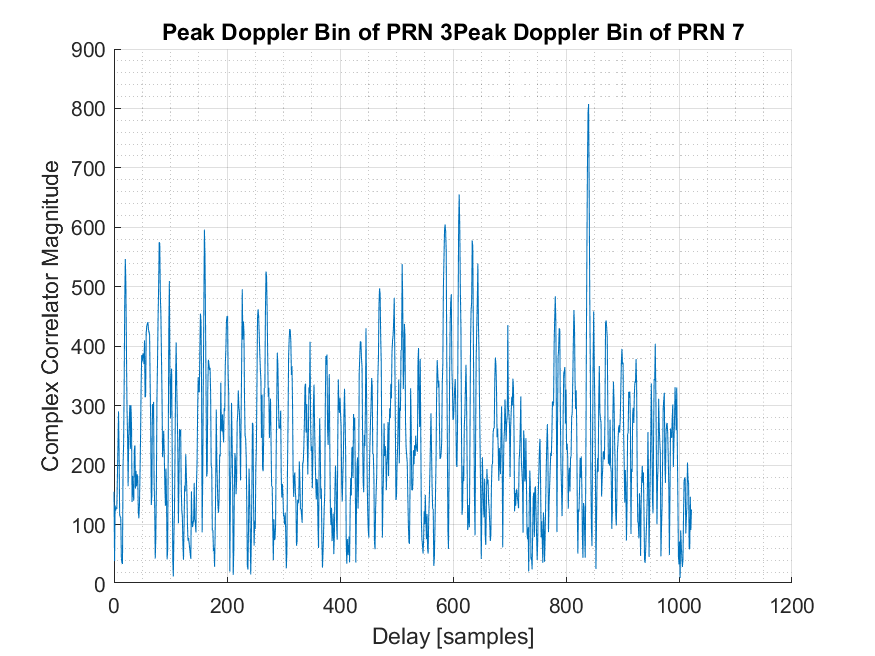 Peak Doppler Bin of PRN 3Peak Doppler Bin of PRN 7
900
800
700
600
500
400
300
200
100
0
Complex Correlator Magnitude
0 200 400 600 800 1000 1200
Delay [samples]